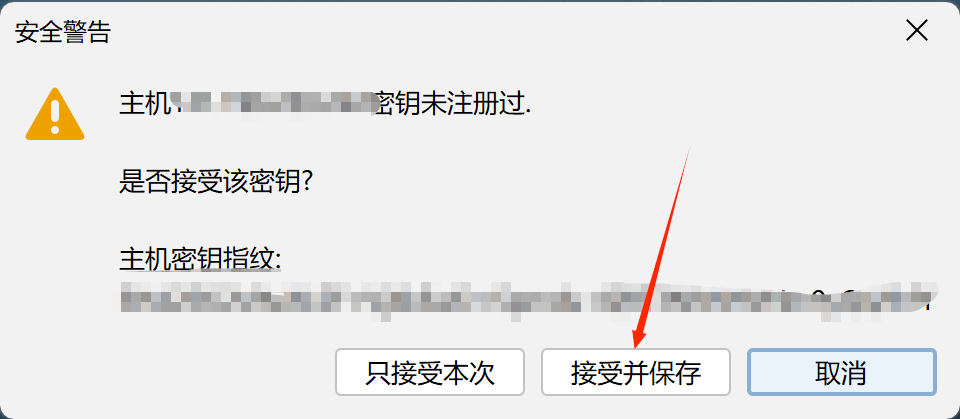 安全警告
主机 密钥未注册过.
是否接受该密钥?
主机密钥指纹:
只接受本次
接受并保存
取消